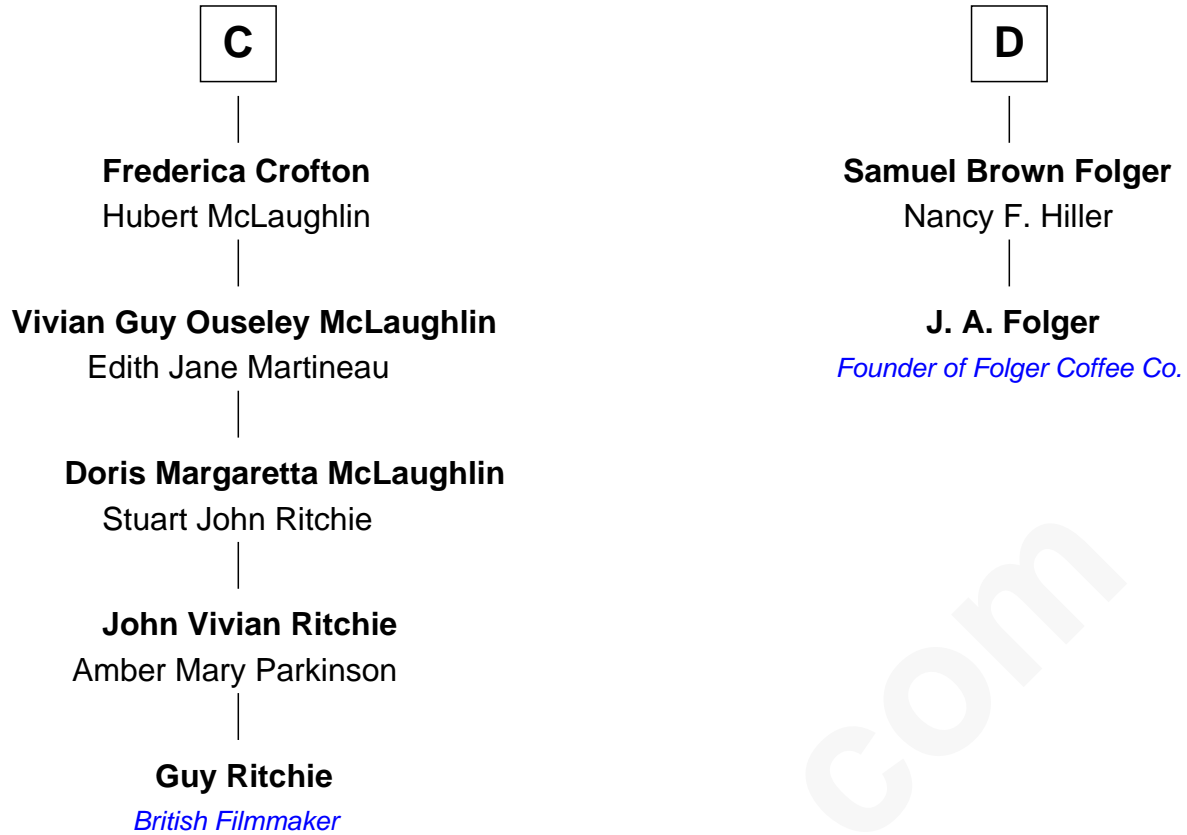 C
Frederica Crofton
Hubert McLaughlin
Vivian Guy Ouseley McLaughlin
Edith Jane Martineau
Doris Margaretta McLaughlin
Stuart John Ritchie
John Vivian Ritchie
Amber Mary Parkinson
Guy Ritchie
British Filmmaker
D
Samuel Brown Folger
Nancy F. Hiller
J. A. Folger
Founder of Folger Coffee Co.
com